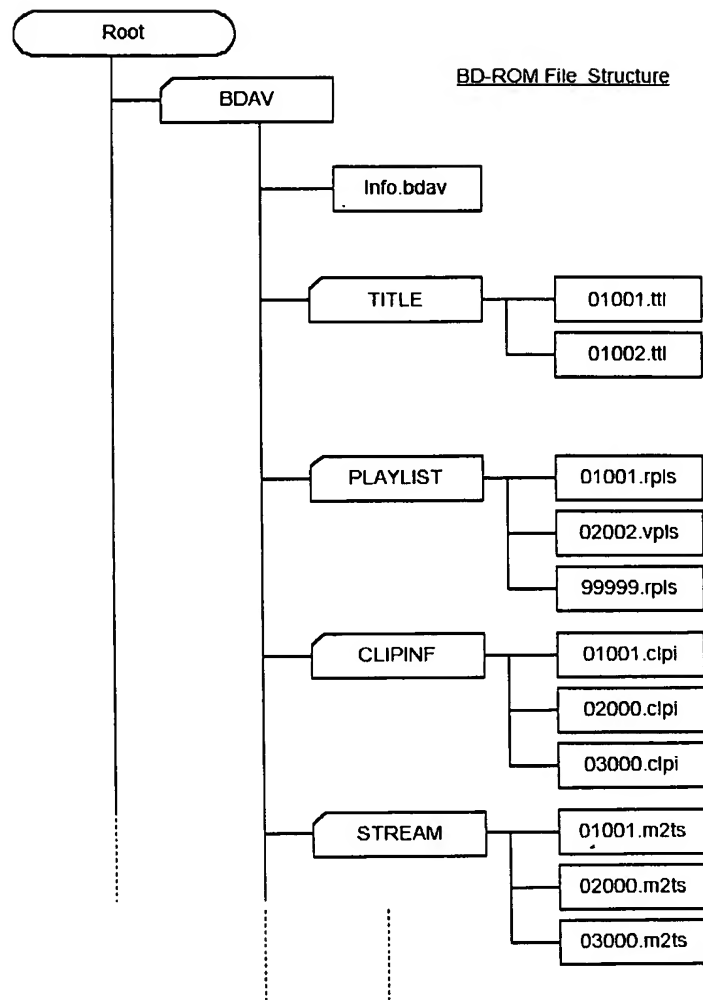 Root
BD-ROM File Structure
BDAV
Info.bdav
TITLE
01001.ttl
01002.ttl
PLAYLIST
01001.rpls
02002.vpls
99999.rpls
CLIPINF
01001.clpi
02000.clpi
03000.clpi
STREAM
01001.m2ts
02000.m2ts
03000.m2ts